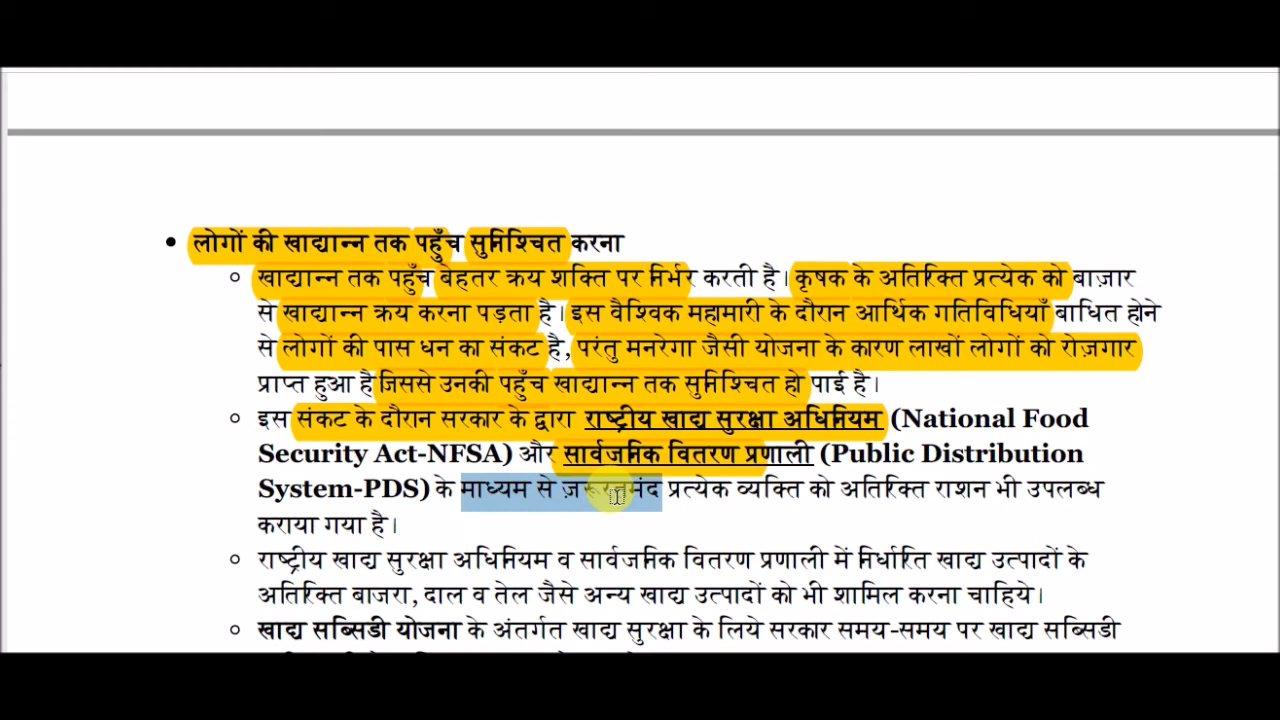 • लोगों की खाद्यान्न तक पहुँच सुनिश्चित करना
○ खाद्यान्न तक पहुँच बेहतर क्रय शक्ति पर निर्भर करती है। कृषक के अतिरिक्त प्रत्येक को बाज़ार
से खाद्यान्न क्रय करना पड़ता है। इस वैश्विक महामारी के दौरान आर्थिक गतिविधियाँ बाधित होने
से लोगों की पास धन का संकट है, परंतु मनरेगा जैसी योजना के कारण लाखों लोगों को रोज़गार
प्राप्त हुआ है जिससे उनकी पहुँच खाद्यान्न तक सुनिश्चित हो पाई है।
○ इस संकट के दौरान सरकार के द्वारा राष्ट्रीय खाद्य सुरक्षा अधिनियम (National Food
Security Act-NFSA) और सार्वजनिक वितरण प्रणाली (Public Distribution
System-PDS) के माध्यम से ज़रूरतमंद प्रत्येक व्यक्ति को अतिरिक्त राशन भी उपलब्ध
कराया गया है।
○ राष्ट्रीय खाद्य सुरक्षा अधिनियम व सार्वजनिक वितरण प्रणाली में निर्धारित खाद्य उत्पादों के
अतिरिक्त बाजरा, दाल व तेल जैसे अन्य खाद्य उत्पादों को भी शामिल करना चाहिये।
○ खाद्य सब्सिडी योजना के अंतर्गत खाद्य सुरक्षा के लिये सरकार समय-समय पर खाद्य सब्सिडी